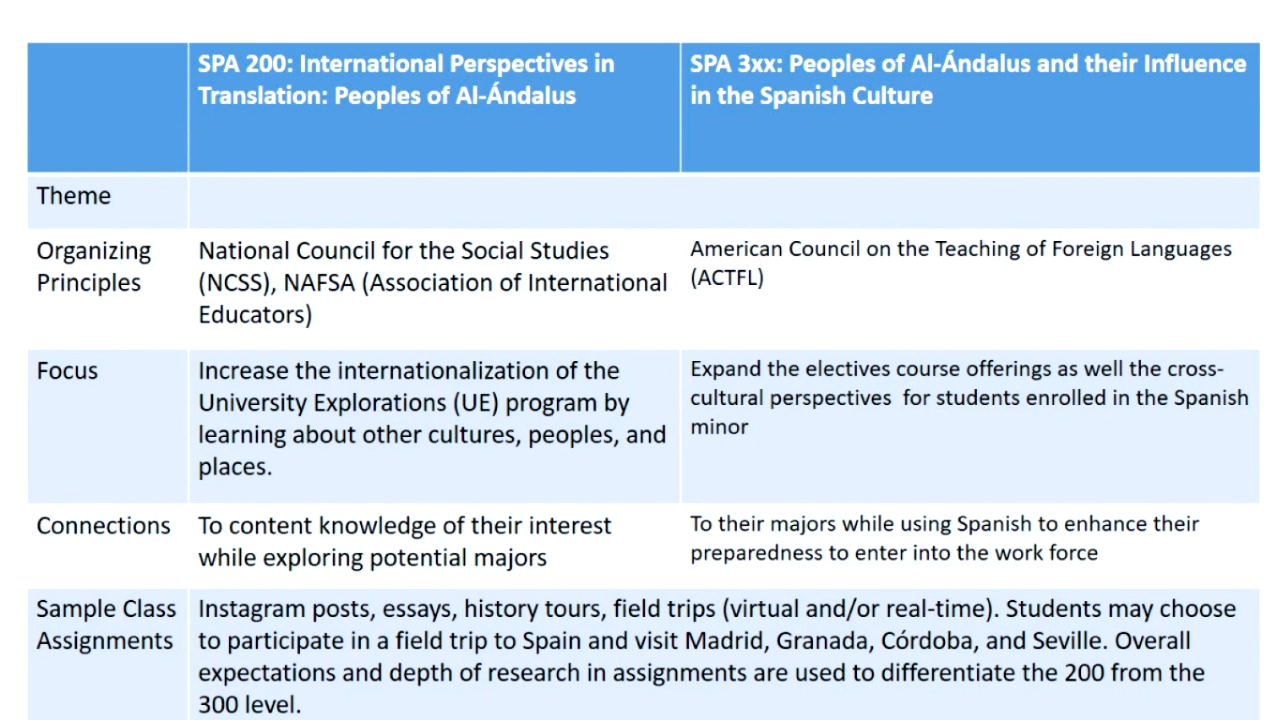 SPA 200: International Perspectives in
Translation: Peoples of Al-Ándalus
SPA 3xx: Peoples of Al-Ándalus and their Influence
in the Spanish Culture
Theme
Organizing
Principles
National Council for the Social Studies
(NCSS), NAFSA (Association of International
Educators)
American Council on the Teaching of Foreign Languages
(ACTFL)
Focus
Increase the internationalization of the
University Explorations (UE) program by
learning about other cultures, peoples, and
places.
Expand the electives course offerings as well the cross-
cultural perspectives for students enrolled in the Spanish
minor
Connections
To content knowledge of their interest
while exploring potential majors
To their majors while using Spanish to enhance their
preparedness to enter into the work force
Sample Class
Assignments
Instagram posts, essays, history tours, field trips (virtual and/or real-time). Students may choose
to participate in a field trip to Spain and visit Madrid, Granada, Córdoba, and Seville. Overall
expectations and depth of research in assignments are used to differentiate the 200 from the
300 level.